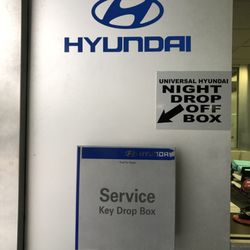 HYUNDAI
UNIVERSAL HYUNDAI
NIGHT
DROP
OFF
BOX
HYUNDAI
Service
Key Drop Box